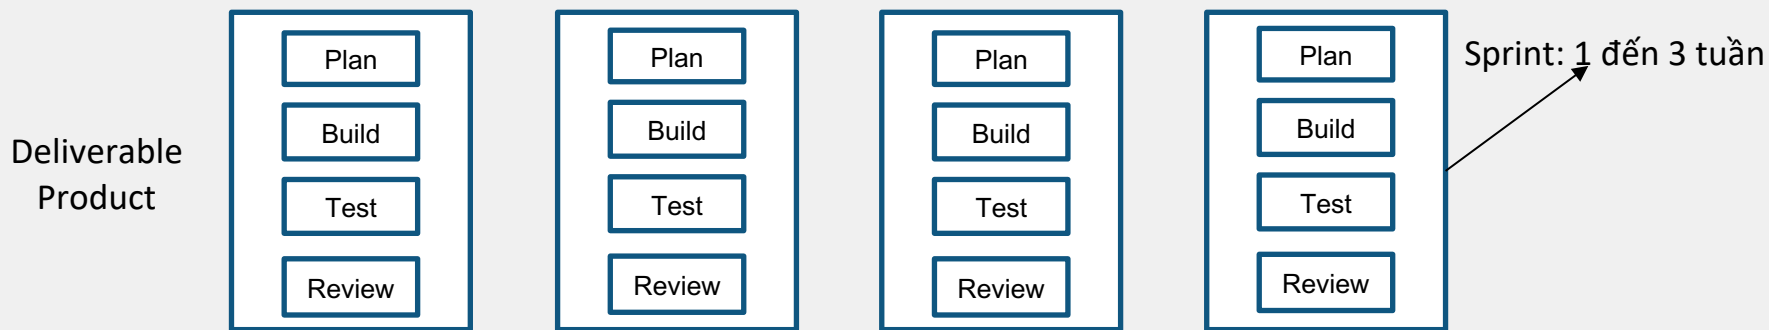 Deliverable
Product
Plan
Build
Test
Review
Plan
Build
Test
Review
Plan
Build
Test
Review
Plan
Build
Test
Review
Sprint: 1 đến 3 tuần